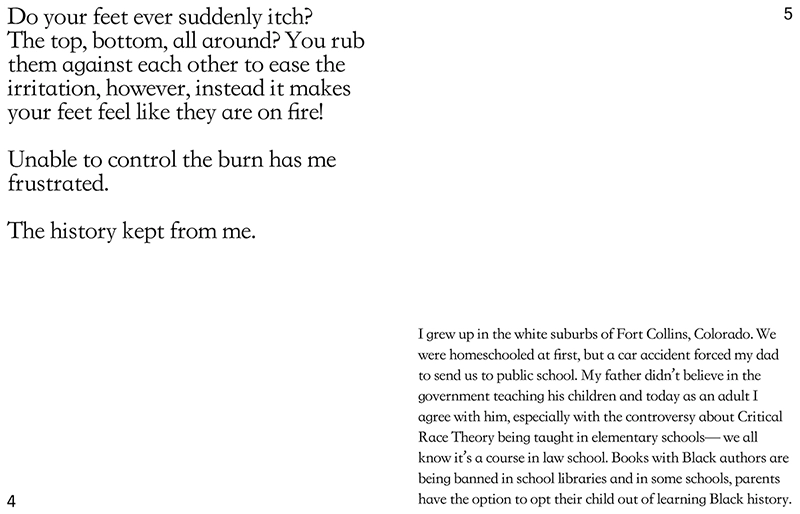 Do your feet ever suddenly itch?
The top, bottom, all around? You rub
them against each other to ease the
irritation, however, instead it makes
your feet feel like they are on fire!
Unable to control the burn has me
frustrated.
The history kept from me.
4
5
I grew up in the white suburbs of Fort Collins, Colorado. We
were homeschooled at first, but a car accident forced my dad
to send us to public school. My father didn't believe in the
government teaching his children and today as an adult I
agree with him, especially with the controversy about Critical
Race Theory being taught in elementary schools— we all
know it's a course in law school. Books with Black authors are
being banned in school libraries and in some schools, parents
have the option to opt their child out of learning Black history.